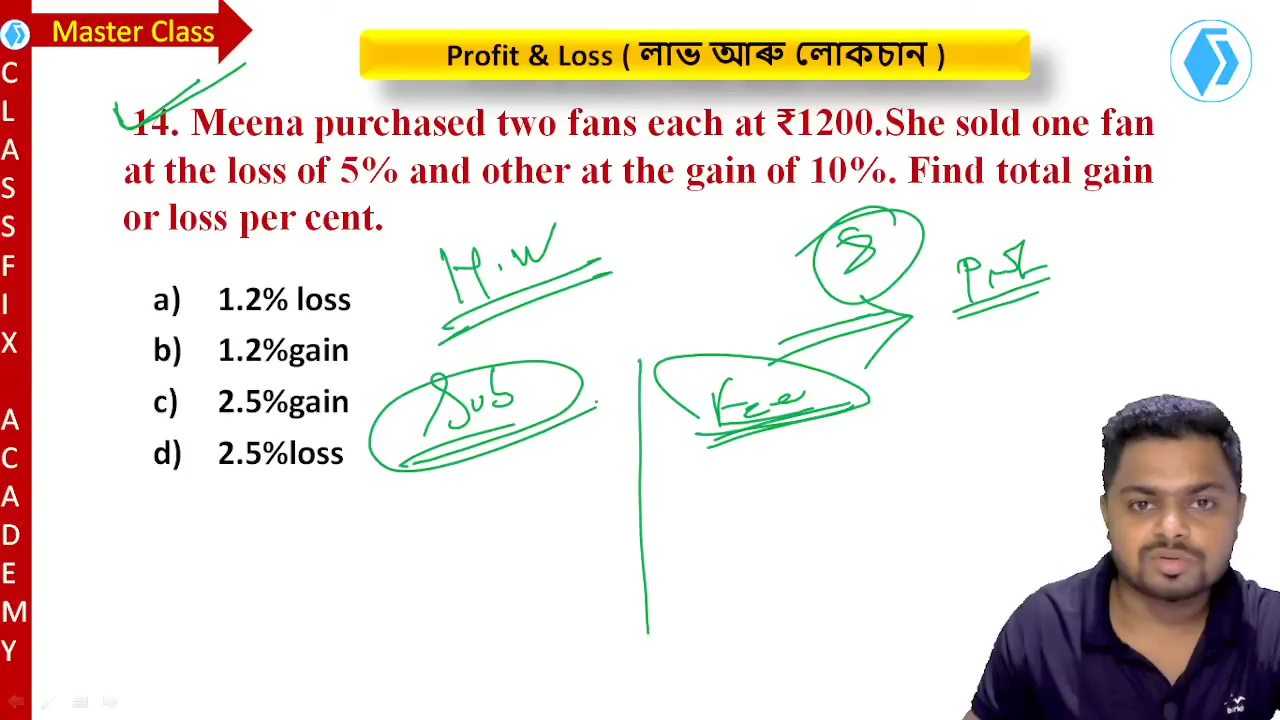 Master Class
CLASSFIX ACADEMY
Profit & Loss ( লাভ আৰু লোকচান )
14. Meena purchased two fans each at ₹1200.She sold one fan
at the loss of 5% and other at the gain of 10%. Find total gain
or loss per cent.
H.W
8
a) 1.2% loss
b) 1.2%gain
c) 2.5%gain
d) 2.5%loss
Sub